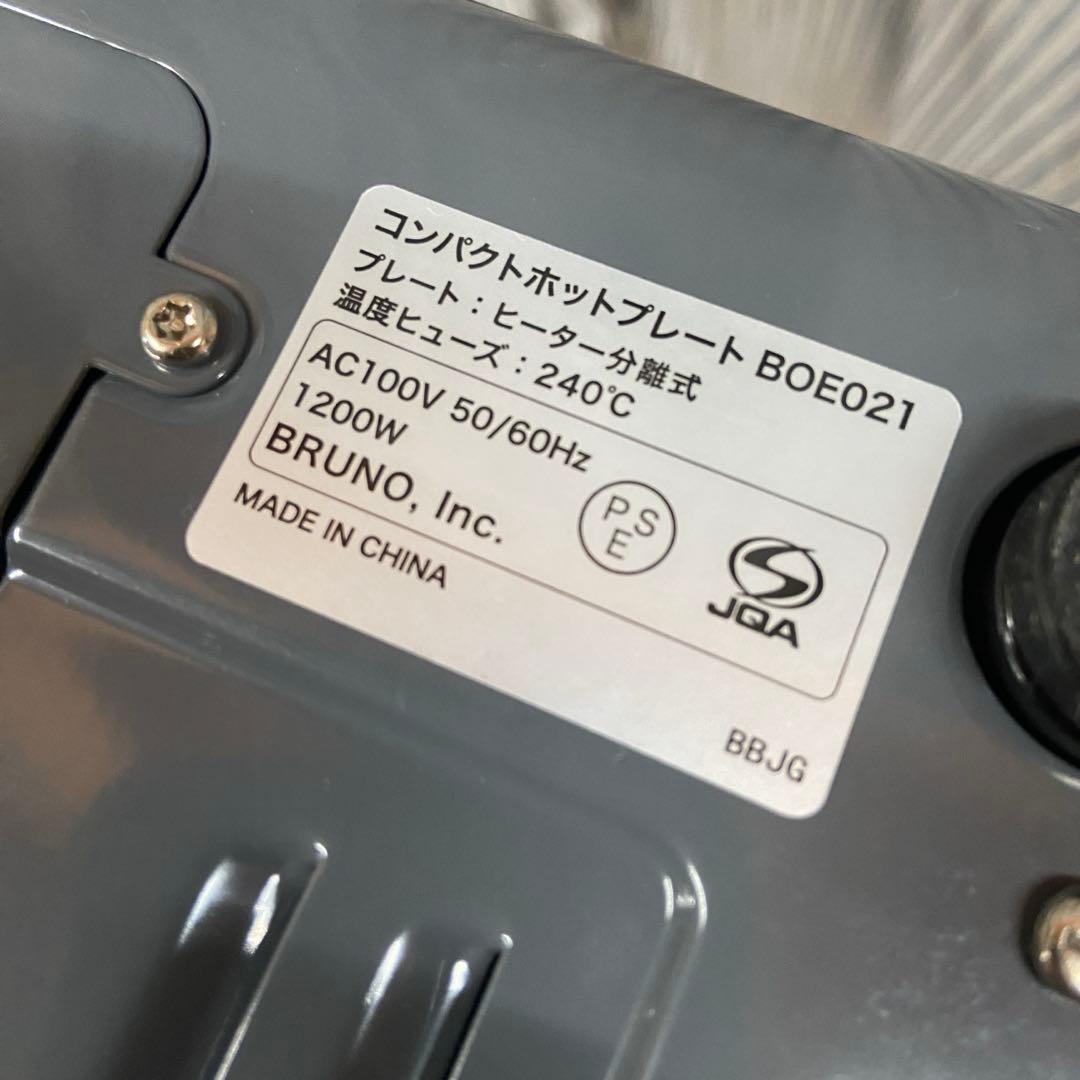 コンパクトホットプレート BOE021
プレート：ヒーター分離式
温度ヒューズ：240℃
AC100V 50/60Hz
1200W
BRUNO, Inc.
PSE
JQA
MADE IN CHINA
BBJG